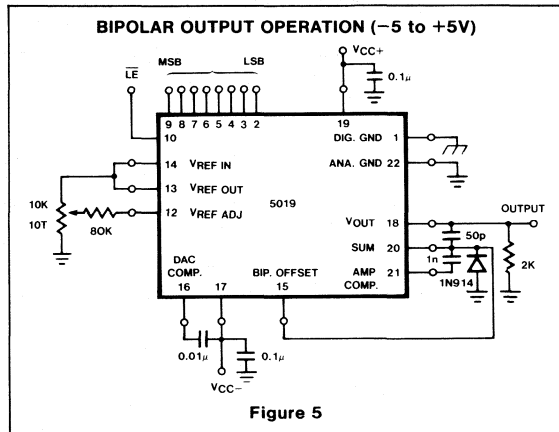 BIPOLAR OUTPUT OPERATION (−5 to +5V)
MSB LSB
VCC+
LE
0.1μ
9 8 7 6 5 4 3 2
19
10
DIG. GND 1
ANA. GND 22
14 VREF IN
13 VREF OUT
12 VREF ADJ
10K
10T
80K
5019
VOUT 18
OUTPUT
50p
SUM 20
1n
AMP COMP. 21
1N914
2K
DAC COMP.
16
17
BIP. OFFSET
15
0.01μ
0.1μ
VCC−
Figure 5